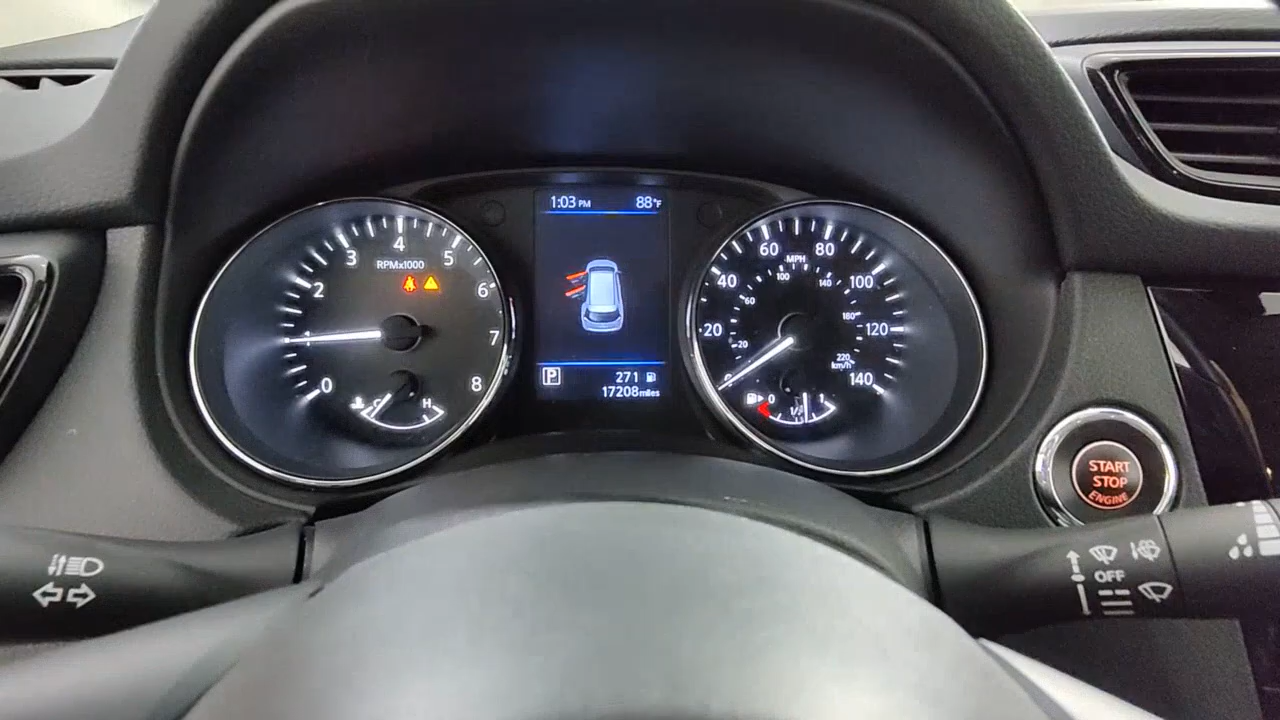 1:03 PM 88°F
RPMx1000
0
1
2
3
4
5
6
7
8
C H
P
271
17208 miles
MPH
0
20
40
60
80
100
120
140
20
60
100
140
180
220
km/h
0 1/2 1
START
STOP
ENGINE
OFF